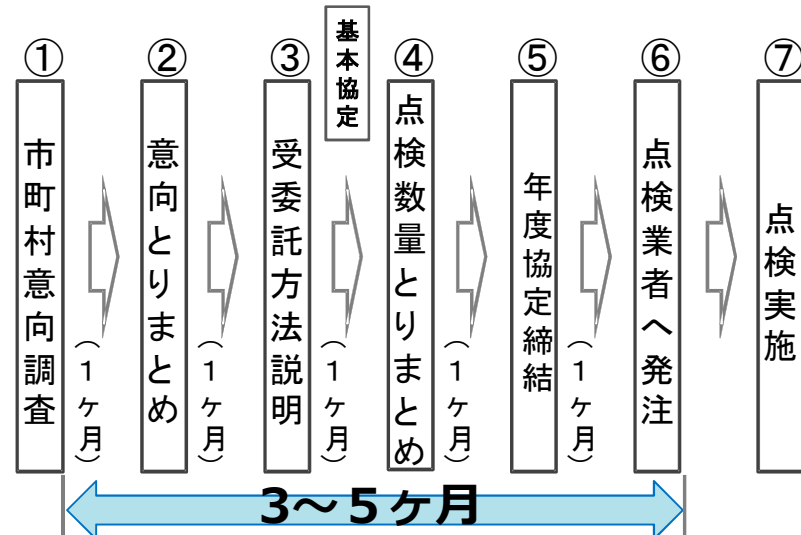 ①
市町村意向調査
（１ヶ月）
②
意向とりまとめ
（１ヶ月）
③
受委託方法説明
（１ヶ月）
基本協定
④
点検数量とりまとめ
（１ヶ月）
⑤
年度協定締結
（１ヶ月）
⑥
点検業者へ発注
⑦
点検実施
3～５ヶ月